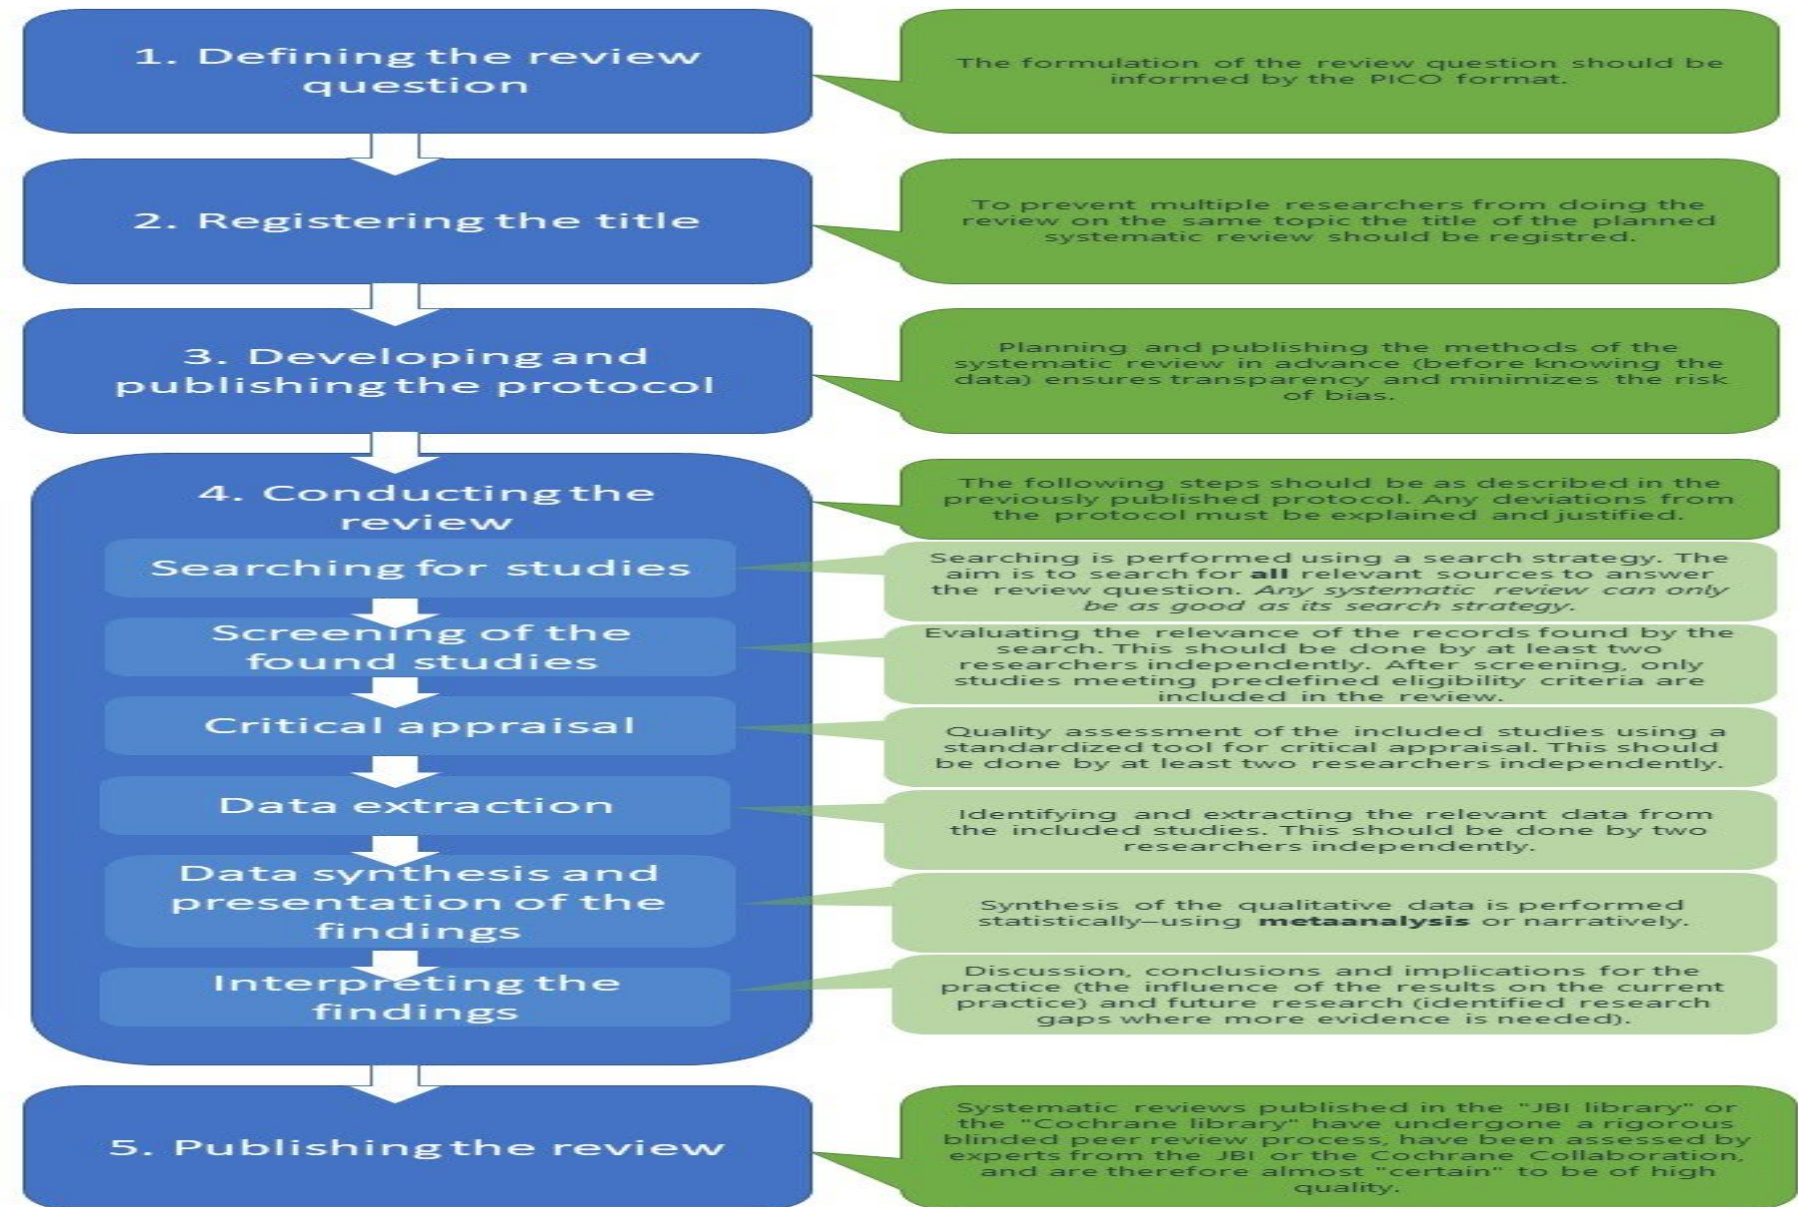 1. Defining the review
question
The formulation of the review question should be
informed by the PICO format.
2. Registering the title
To prevent multiple researchers from doing the
review on the same topic the title of the planned
systematic review should be registred.
3. Developing and
publishing the protocol
Planning and publishing the methods of the
systematic review in advance (before knowing the
data) ensures transparency and minimizes the risk
of bias.
4. Conducting the
review
The following steps should be as described in the
previously published protocol. Any deviations from
the protocol must be explained and justified.
Searching for studies
Searching is performed using a search strategy. The
aim is to search for all relevant sources to answer
the review question. Any systematic review can only
be as good as its search strategy.
Screening of the
found studies
Evaluating the relevance of the records found by the
search. This should be done by at least two
researchers independently. After screening, only
studies meeting predefined eligibility criteria are
included in the review.
Critical appraisal
Quality assessment of the included studies using a
standardized tool for critical appraisal. This should
be done by at least two researchers independently.
Data extraction
Identifying and extracting the relevant data from
the included studies. This should be done by two
researchers independently.
Data synthesis and
presentation of the
findings
Synthesis of the qualitative data is performed
statistically—using metaanalysis or narratively.
Interpreting the
findings
Discussion, conclusions and implications for the
practice (the influence of the results on the current
practice) and future research (identified research
gaps where more evidence is needed).
5. Publishing the review
Systematic reviews published in the "JBI library" or
the "Cochrane library" have undergone a rigorous
blinded peer review process, have been assessed by
experts from the JBI or the Cochrane Collaboration,
and are therefore almost "certain" to be of high
quality.